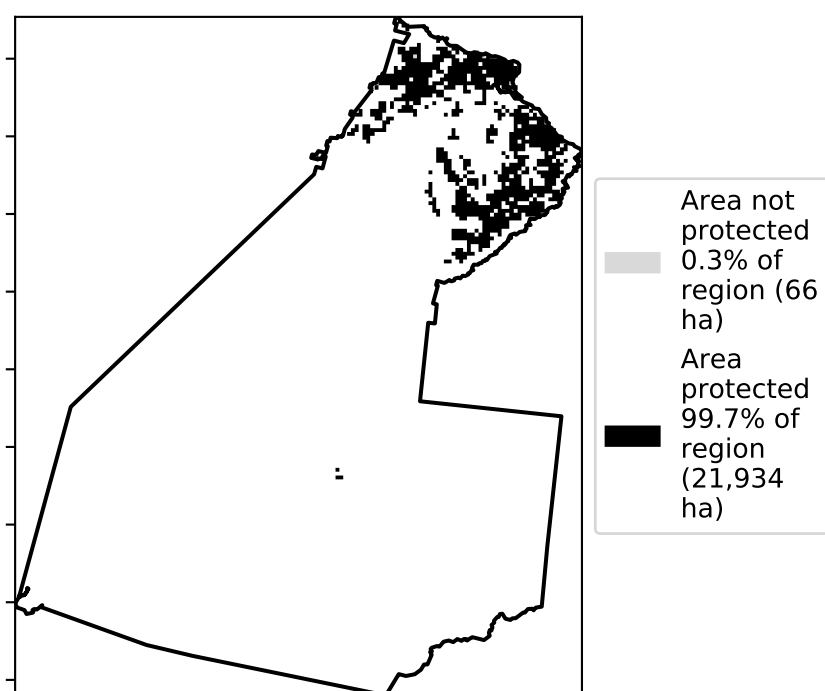 Area not
protected
0.3% of
region (66
ha)
Area
protected
99.7% of
region
(21,934
ha)